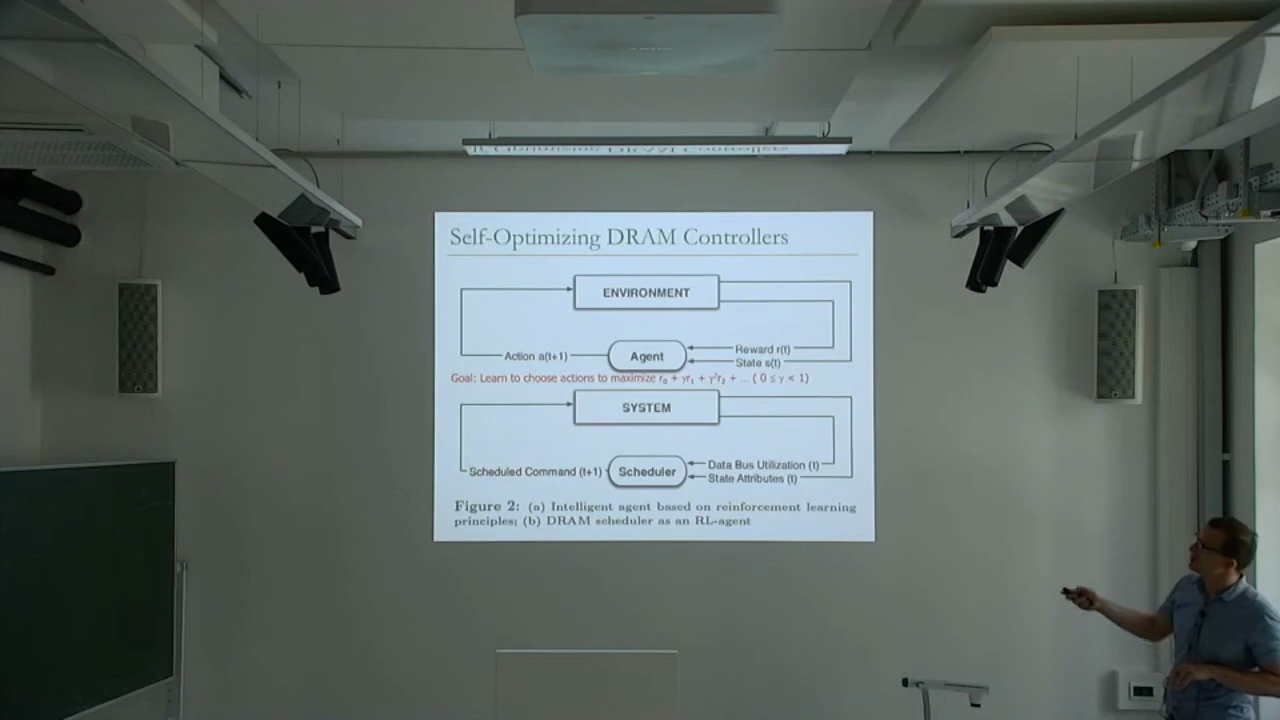 Self-Optimizing DRAM Controllers
ENVIRONMENT
Action a(t+1)
Agent
Reward r(t)
State s(t)
Goal: Learn to choose actions to maximize r₀ + γr₁ + γ²r₂ + ... ( 0 ≤ γ < 1)
SYSTEM
Scheduled Command (t+1)
Scheduler
Data Bus Utilization (t)
State Attributes (t)
Figure 2: (a) Intelligent agent based on reinforcement learning
principles; (b) DRAM scheduler as an RL-agent